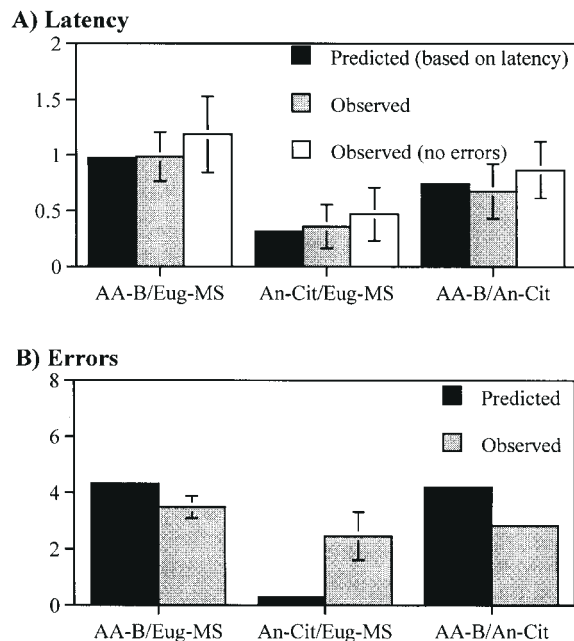 A) Latency
2
Predicted (based on latency)
1.5
Observed
1
Observed (no errors)
0.5
0
AA-B/Eug-MS An-Cit/Eug-MS AA-B/An-Cit
B) Errors
8
Predicted
6
Observed
4
2
0
AA-B/Eug-MS An-Cit/Eug-MS AA-B/An-Cit